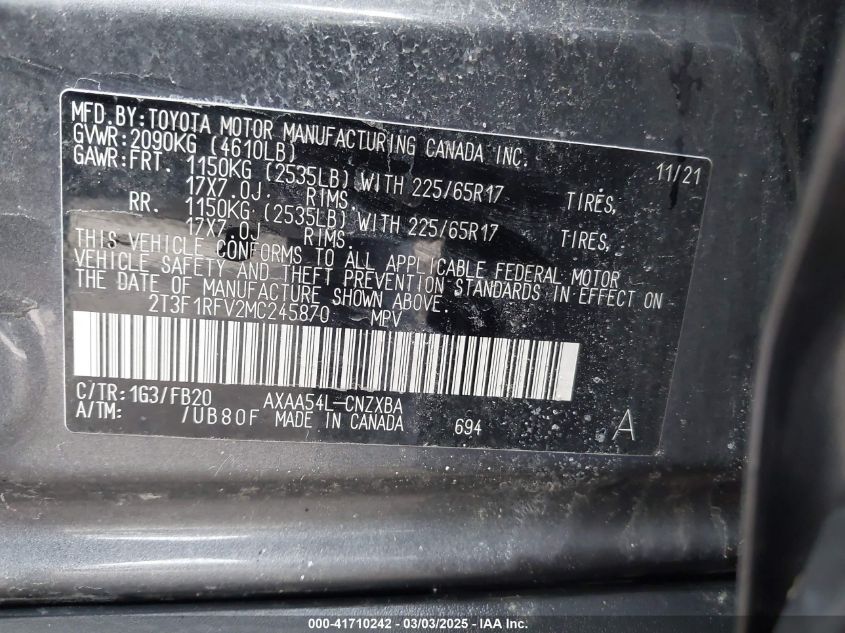 MFD.BY:TOYOTA MOTOR MANUFACTURING CANADA INC.
GVWR:2090KG (4610LB) 11/21
GAWR:FRT. 1150KG (2535LB) WITH 225/65R17 TIRES,
17X7.0J. RIMS.
RR. 1150KG (2535LB) WITH 225/65R17 TIRES,
17X7.0J RIMS.
THIS VEHICLE CONFORMS TO ALL APPLICABLE FEDERAL MOTOR
VEHICLE SAFETY AND THEFT PREVENTION STANDARDS IN EFFECT ON
THE DATE OF MANUFACTURE SHOWN ABOVE.
2T3F1RFV2MC245870 MPV
C/TR:1G3/FB20 AXAA54L-CNZXBA
A/TM: /UB80F MADE IN CANADA 694 A
000-41710242 - 03/03/2025 - IAA Inc.